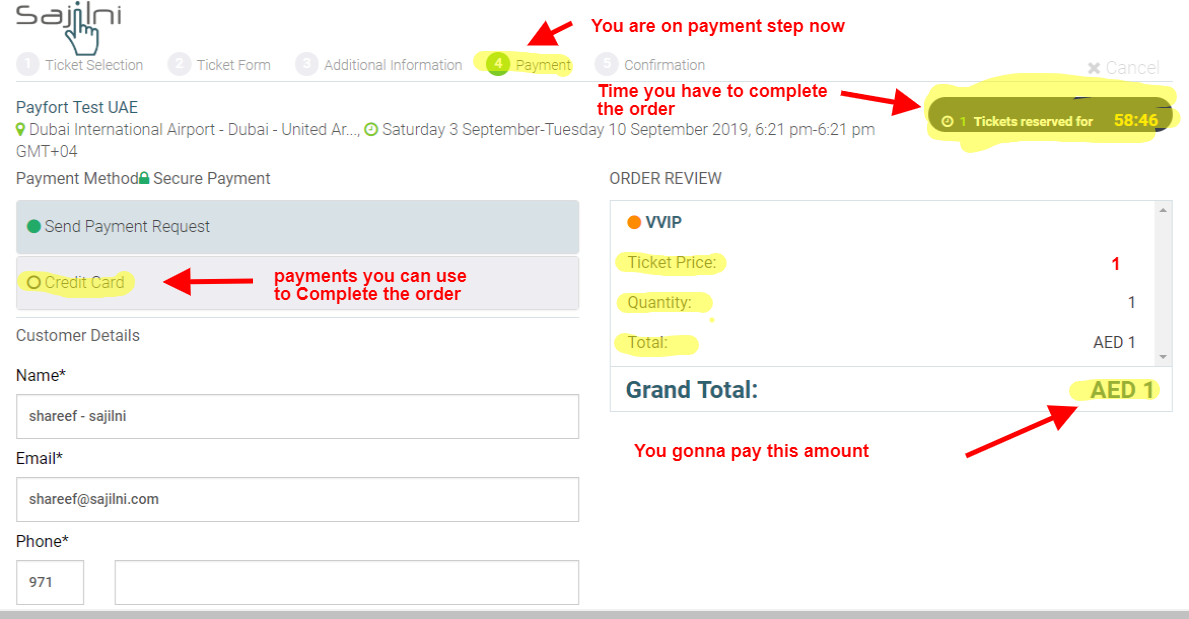 Sajilni
You are on payment step now
1 Ticket Selection 2 Ticket Form 3 Additional Information 4 Payment 5 Confirmation
Cancel
Time you have to complete
the order
Payfort Test UAE
1 Tickets reserved for 58:46
Dubai International Airport - Dubai - United Ar..., Saturday 3 September-Tuesday 10 September 2019, 6:21 pm-6:21 pm
GMT+04
Payment Method Secure Payment
Send Payment Request
Credit Card
payments you can use
to Complete the order
Customer Details
Name*
shareef - sajilni
Email*
shareef@sajilni.com
Phone*
971
ORDER REVIEW
VVIP
Ticket Price: 1
Quantity: 1
Total: AED 1
Grand Total: AED 1
You gonna pay this amount